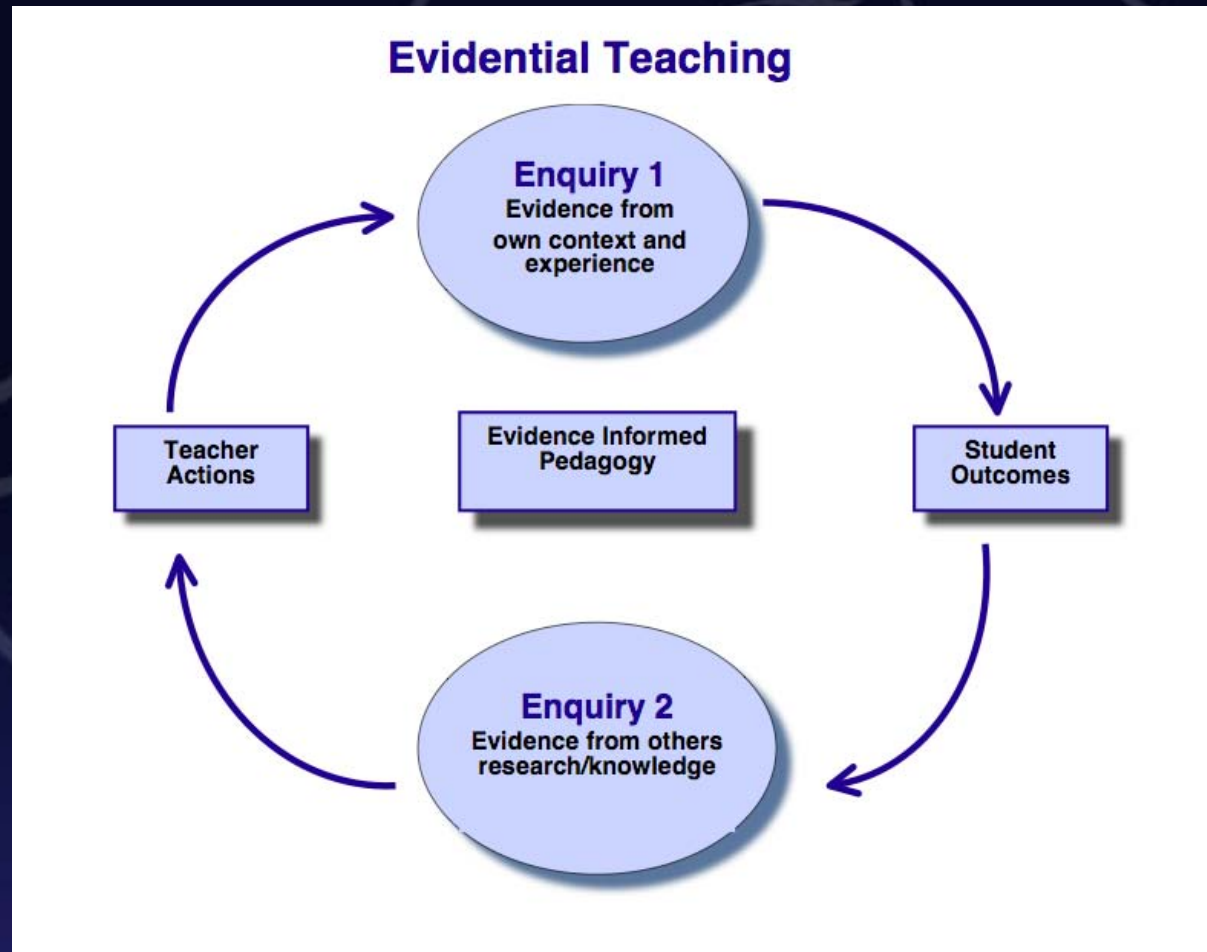 Evidential Teaching
Enquiry 1
Evidence from
own context and
experience
Teacher
Actions
Evidence Informed
Pedagogy
Student
Outcomes
Enquiry 2
Evidence from others
research/knowledge